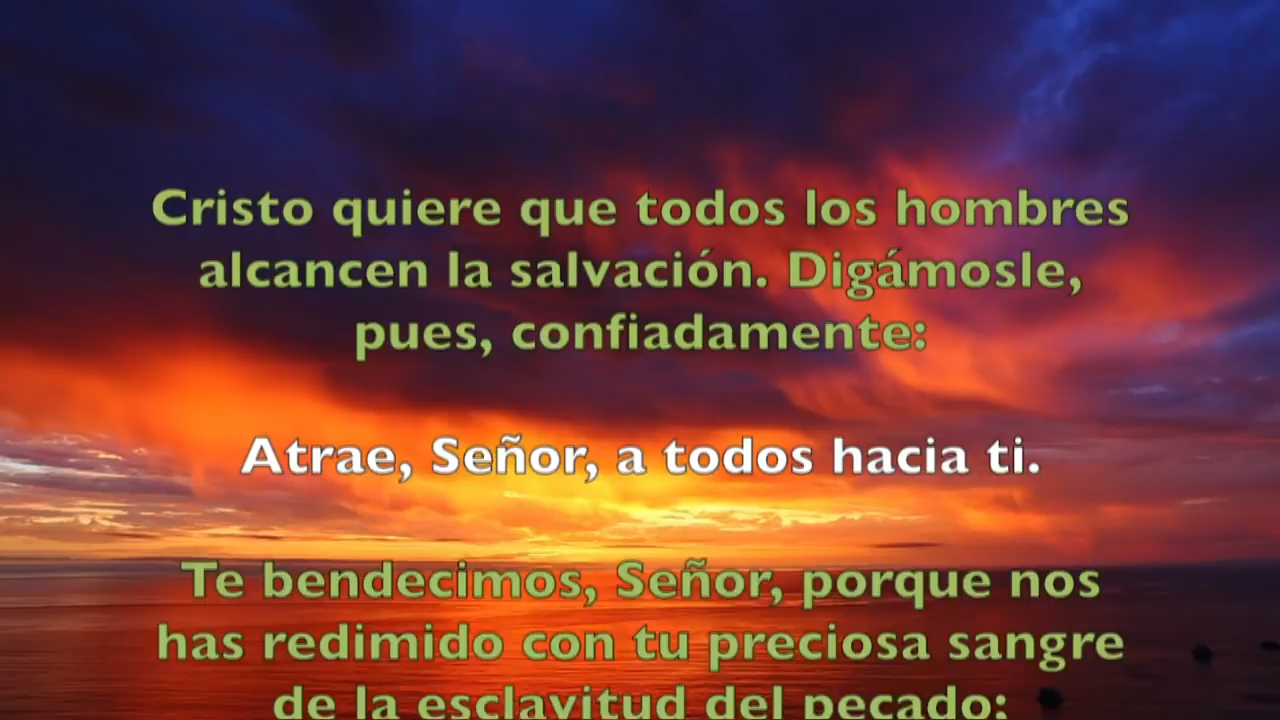 Cristo quiere que todos los hombres
alcancen la salvación. Digámosle,
pues, confiadamente:
Atrae, Señor, a todos hacia ti.
Te bendecimos, Señor, porque nos
has redimido con tu preciosa sangre
de la esclavitud del pecado;